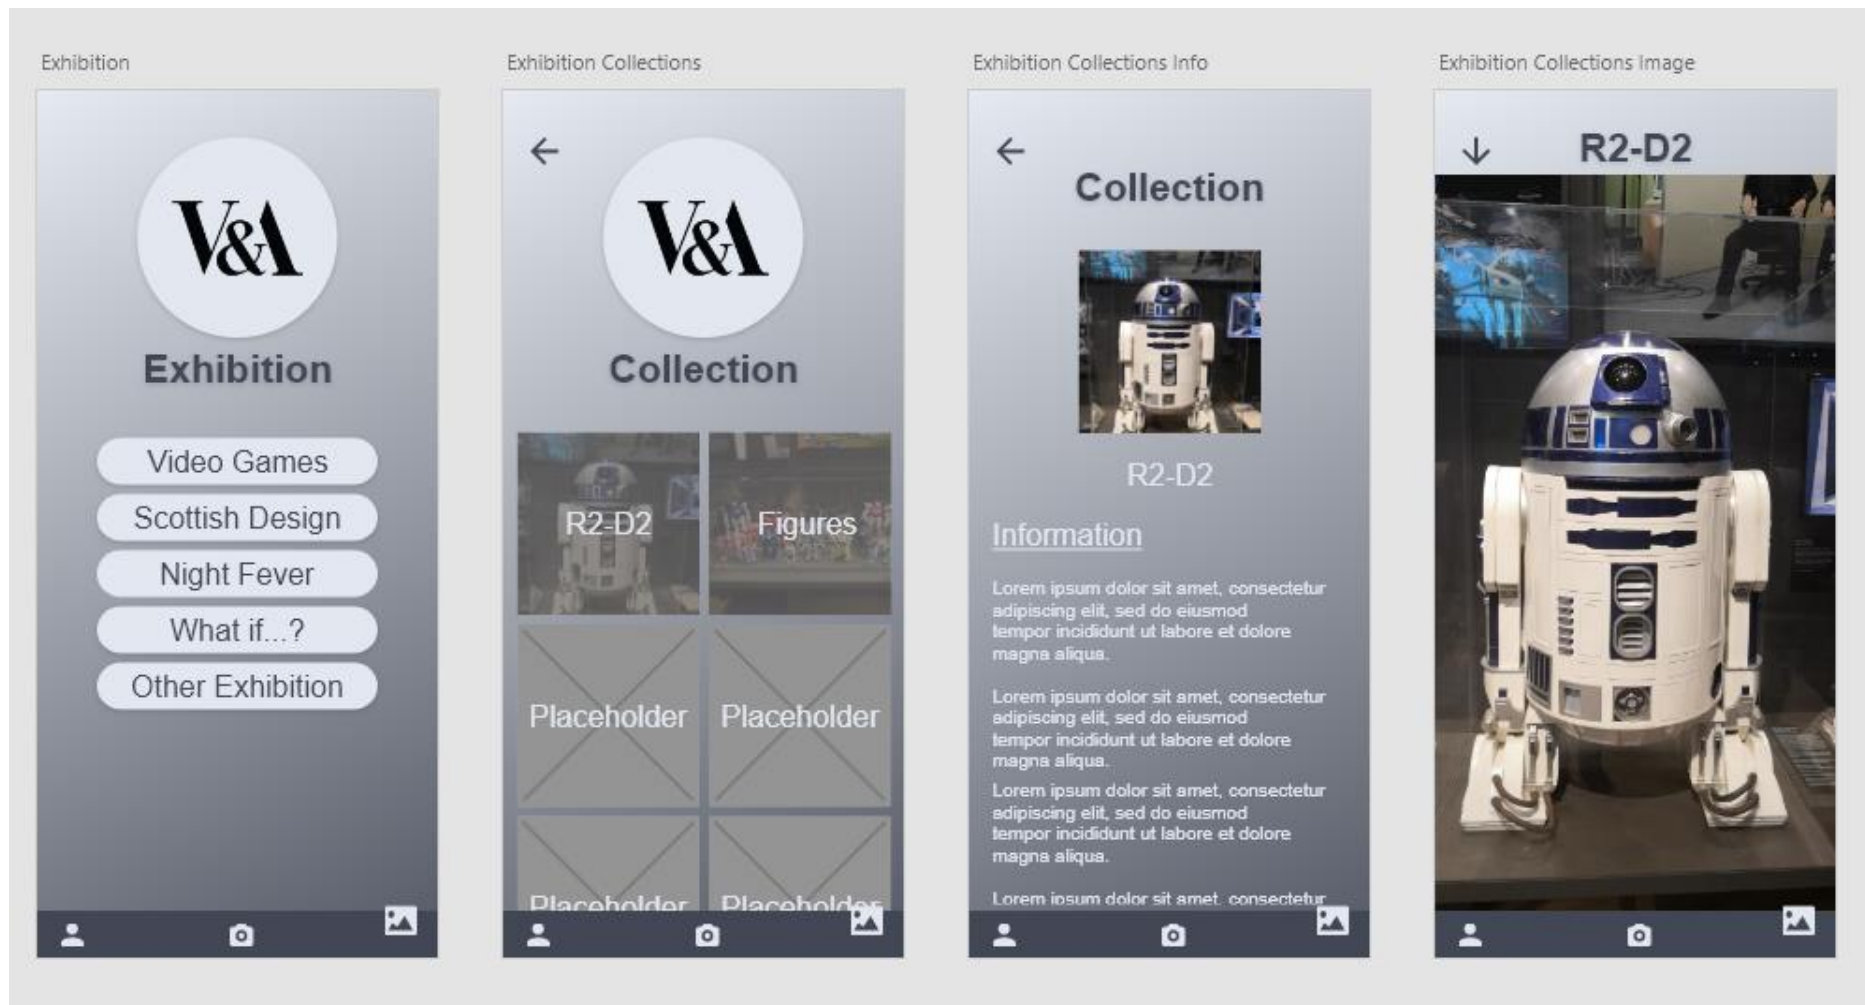 Exhibition
V&A
Exhibition
Video Games
Scottish Design
Night Fever
What if...?
Other Exhibition
Exhibition Collections
V&A
Collection
R2-D2
Figures
Placeholder
Placeholder
Placeholder
Placeholder
Exhibition Collections Info
Collection
R2-D2
Information
Lorem ipsum dolor sit amet, consectetur
adipiscing elit, sed do eiusmod
tempor incididunt ut labore et dolore
magna aliqua.
Lorem ipsum dolor sit amet, consectetur
adipiscing elit, sed do eiusmod
tempor incididunt ut labore et dolore
magna aliqua.
Lorem ipsum dolor sit amet, consectetur
adipiscing elit, sed do eiusmod
tempor incididunt ut labore et dolore
magna aliqua.
Lorem ipsum dolor sit amet, consectetur
Exhibition Collections Image
R2-D2